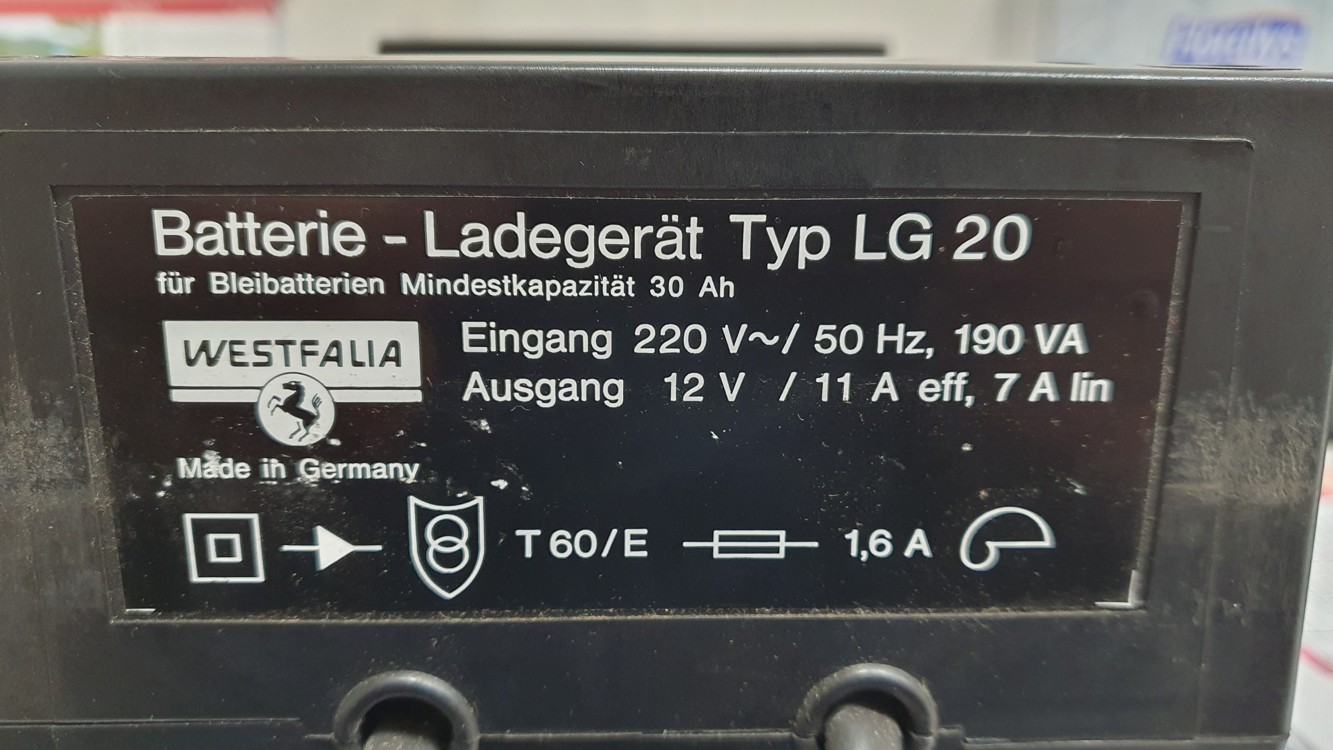 Batterie - Ladegerät Typ LG 20
für Bleibatterien Mindestkapazität 30 Ah
WESTFALIA
Eingang 220 V~/ 50 Hz, 190 VA
Ausgang 12 V / 11 A eff, 7 A lin
Made in Germany
T 60/E 1,6 A